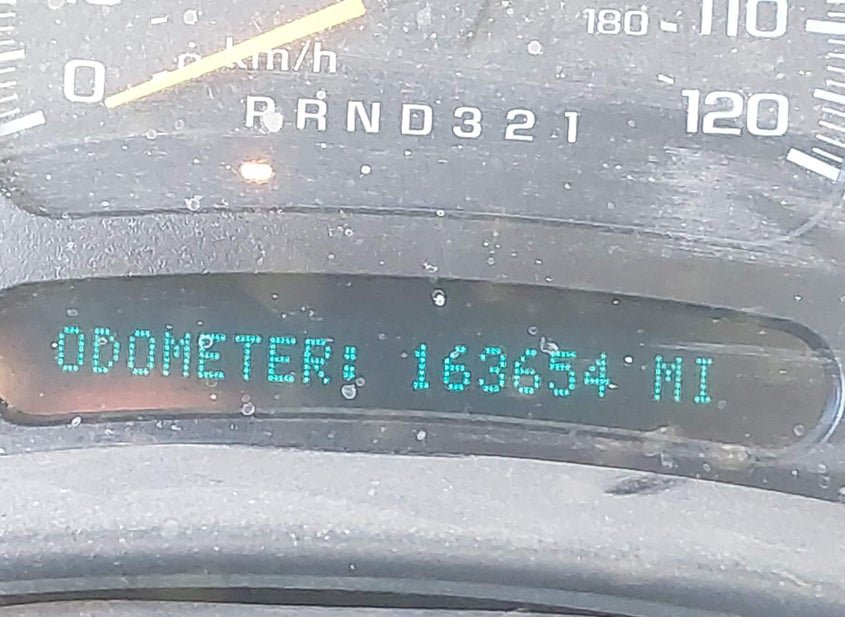 180 - 110
0 km/h
P R N D 3 2 1 120
ODOMETER: 163654 MI